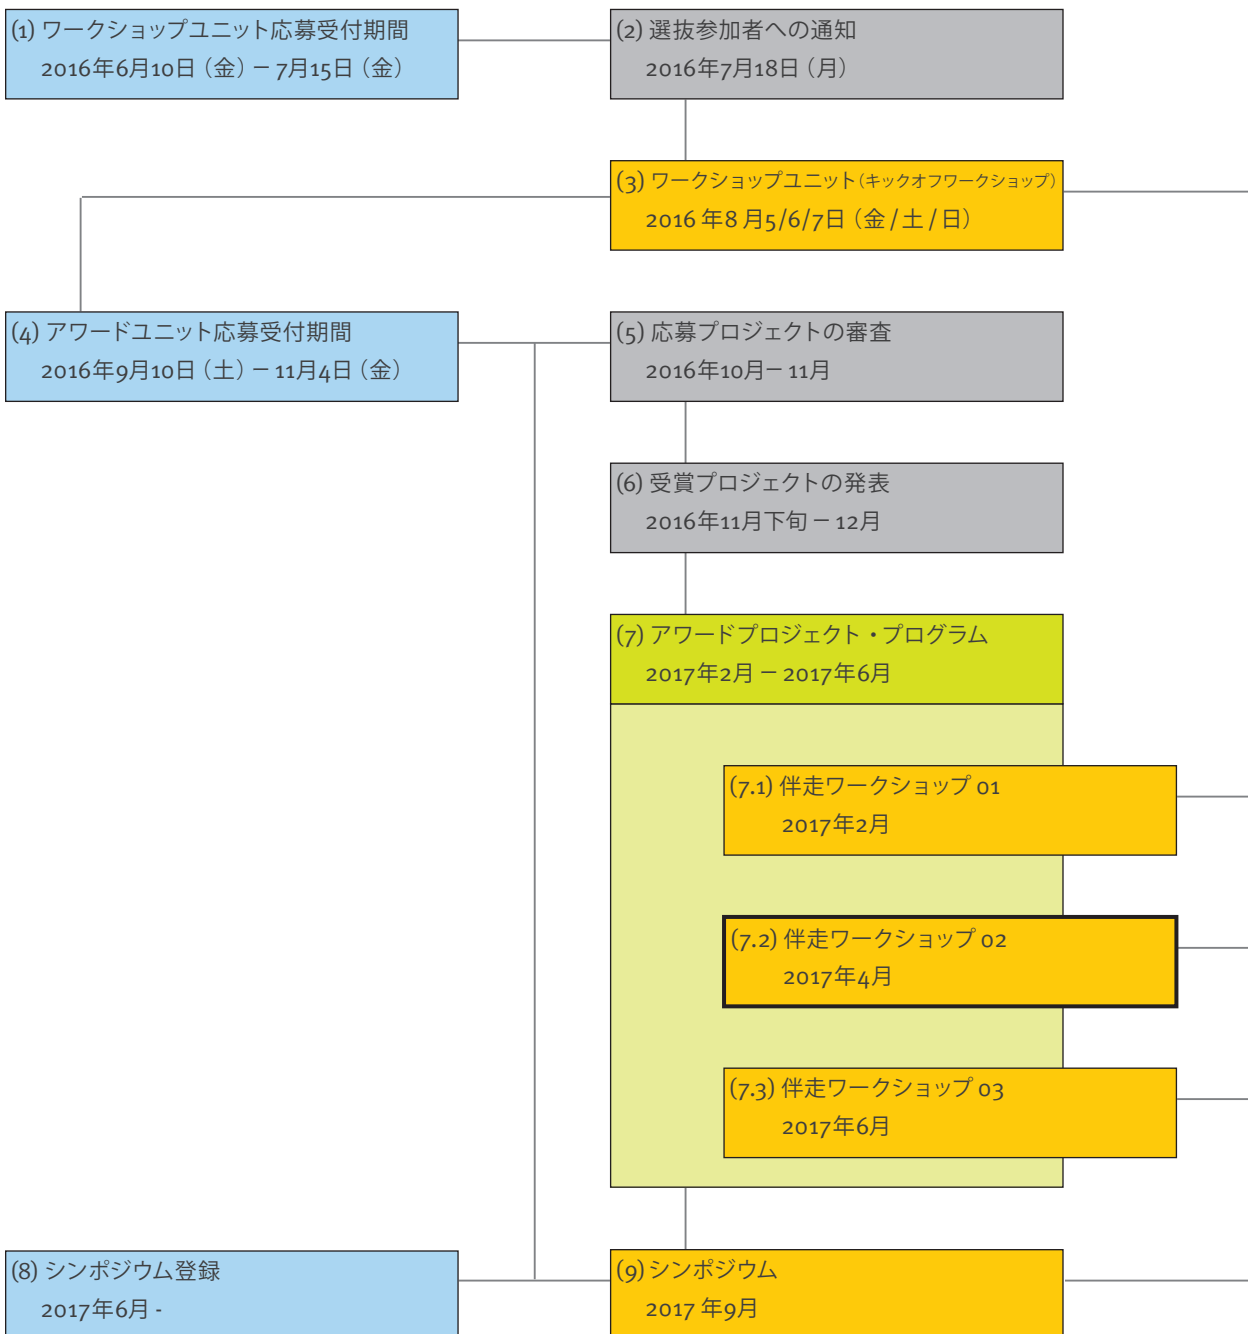 (1) ワークショップユニット応募受付期間
2016年6月10日（金）－ 7月15日（金）
(2) 選抜参加者への通知
2016年7月18日（月）
(3) ワークショップユニット（キックオフワークショップ）
2016 年8 月5/6/7日（金 / 土 / 日）
(4) アワードユニット応募受付期間
2016年9月10日（土）－ 11月4日（金）
(5) 応募プロジェクトの審査
2016年10月－ 11月
(6) 受賞プロジェクトの発表
2016年11月下旬 － 12月
(7) アワードプロジェクト・プログラム
2017年2月 － 2017年6月
(7.1) 伴走ワークショップ 01
2017年2月
(7.2) 伴走ワークショップ 02
2017年4月
(7.3) 伴走ワークショップ 03
2017年6月
(8) シンポジウム登録
2017年6月 -
(9) シンポジウム
2017 年9月